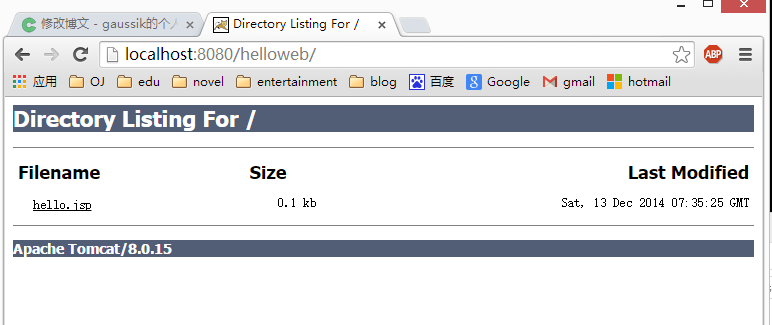 修改博文 - gaussik的个人
Directory Listing For /
localhost:8080/helloweb/
ABP
应用 OJ edu novel entertainment blog 百度 Google gmail hotmail
Directory Listing For /
Filename Size Last Modified
hello.jsp 0.1 kb Sat, 13 Dec 2014 07:35:25 GMT
Apache Tomcat/8.0.15